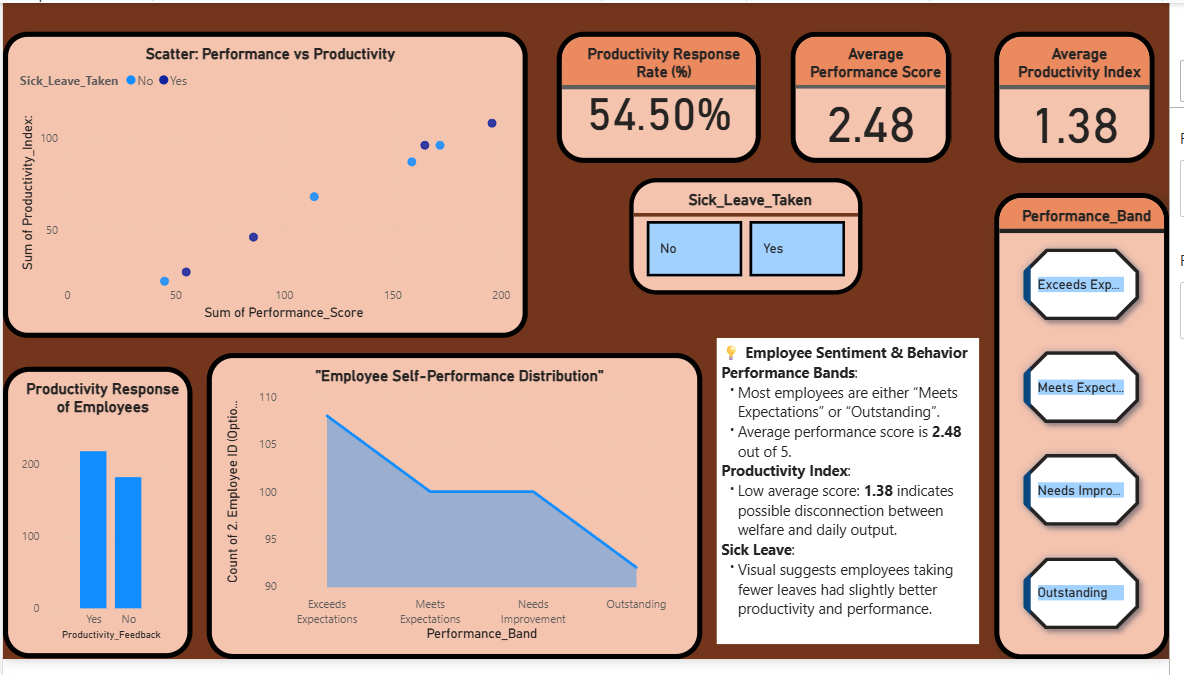 Scatter: Performance vs Productivity
Sick_Leave_Taken No Yes
Sum of Productivity_Index:
100
50
0 50 100 150 200
Sum of Performance_Score
Productivity Response
Rate (%)
54.50%
Average
Performance Score
2.48
Average
Productivity Index
1.38
Sick_Leave_Taken
No
Yes
Performance_Band
Exceeds Exp...
Meets Expect...
Needs Impro...
Outstanding
Productivity Response
of Employees
200
100
0
Yes No
Productivity_Feedback
"Employee Self-Performance Distribution"
Count of 2. Employee ID (Optio...
110
105
100
95
90
Exceeds
Expectations
Meets
Expectations
Needs
Improvement
Outstanding
Performance_Band
💡 Employee Sentiment & Behavior
Performance Bands:
• Most employees are either “Meets
Expectations” or “Outstanding”.
• Average performance score is 2.48
out of 5.
Productivity Index:
• Low average score: 1.38 indicates
possible disconnection between
welfare and daily output.
Sick Leave:
• Visual suggests employees taking
fewer leaves had slightly better
productivity and performance.